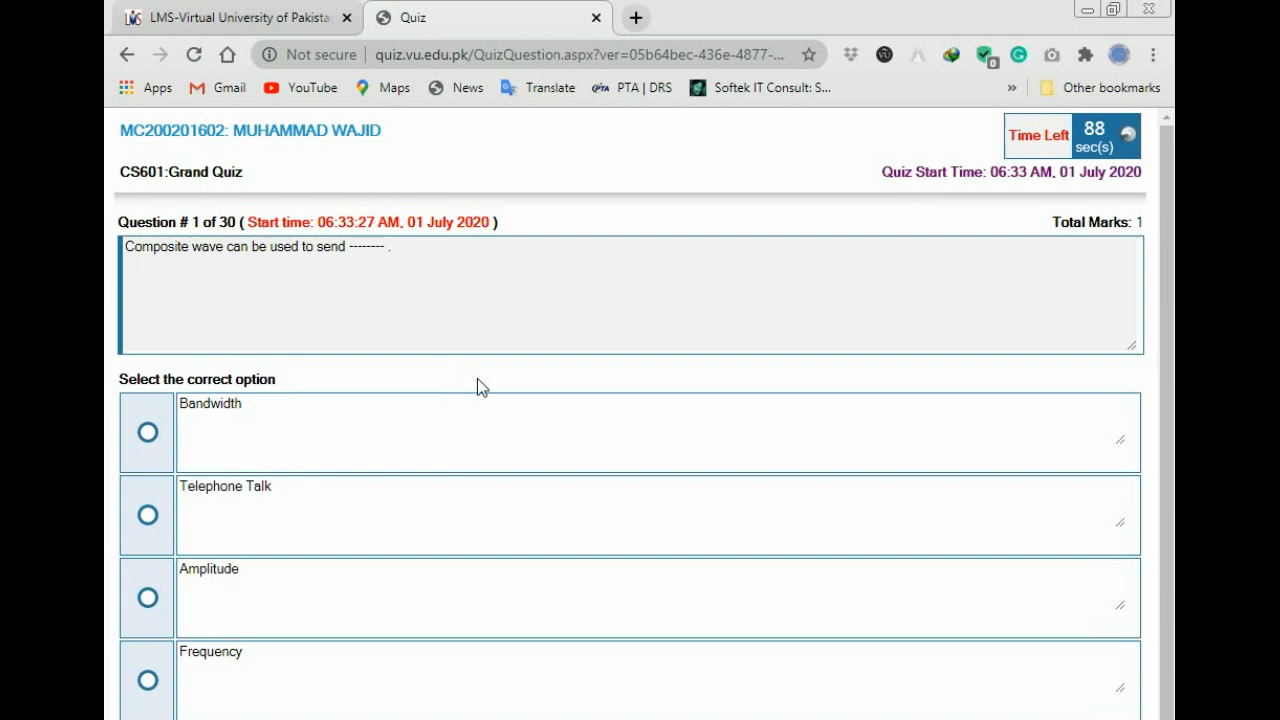 LMS-Virtual University of Pakista
Quiz
Not secure
quiz.vu.edu.pk/QuizQuestion.aspx?ver=05b64bec-436e-4877-...
0
Apps
Gmail
YouTube
Maps
News
Translate
PTA | DRS
Softek IT Consult: S...
»
Other bookmarks
MC200201602: MUHAMMAD WAJID
Time Left
88
sec(s)
CS601:Grand Quiz
Quiz Start Time: 06:33 AM, 01 July 2020
Question # 1 of 30 ( Start time: 06:33:27 AM, 01 July 2020 )
Total Marks: 1
Composite wave can be used to send -------- .
Select the correct option
Bandwidth
Telephone Talk
Amplitude
Frequency